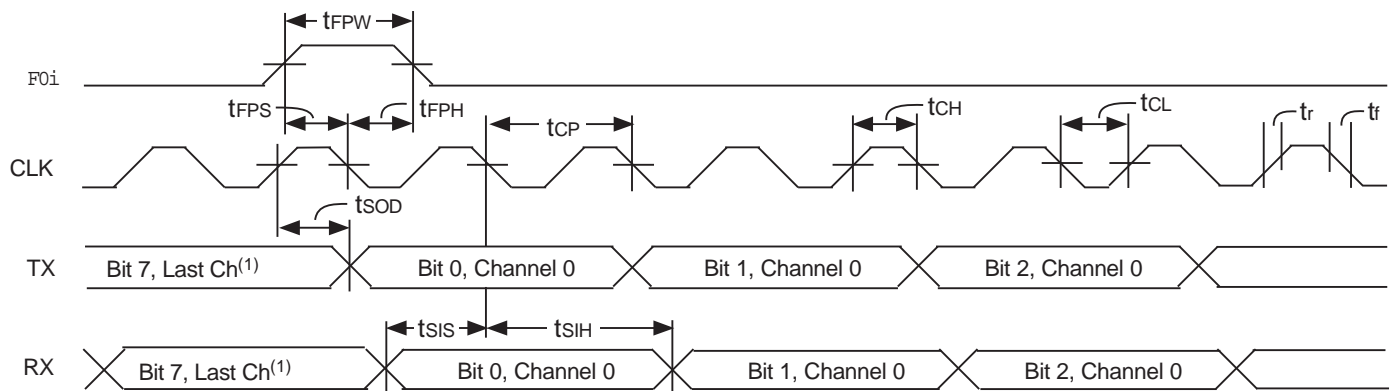 tFPW
F0i
tFPS
tFPH
tCP
tCH
tCL
tr
tf
CLK
tSOD
TX
Bit 7, Last Ch(1)
Bit 0, Channel 0
Bit 1, Channel 0
Bit 2, Channel 0
tSIS
tSIH
RX
Bit 7, Last Ch(1)
Bit 0, Channel 0
Bit 1, Channel 0
Bit 2, Channel 0